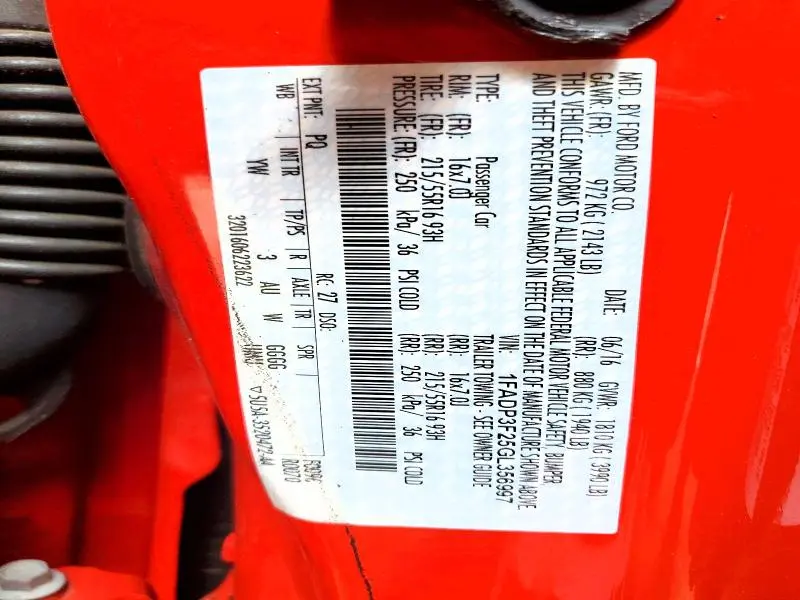 MFD. BY FORD MOTOR CO.
DATE: 06/16 GVWR: 1810 KG ( 3990 LB)
GAWR: (FR): 972 KG ( 2143 LB) (RR): 880 KG ( 1940 LB)
THIS VEHICLE CONFORMS TO ALL APPLICABLE FEDERAL MOTOR VEHICLE SAFETY, BUMPER,
AND THEFT PREVENTION STANDARDS IN EFFECT ON THE DATE OF MANUFACTURE SHOWN ABOVE.
VIN: 1FADP3F25GL356997
TYPE: Passenger Car TRAILER TOWING - SEE OWNER GUIDE
RIM: (FR): 16x7.0J (RR): 16x7.0J
TIRE: (FR): 215/55R16 93H (RR): 215/55R16 93H
PRESSURE: (FR): 250 kPa/ 36 PSI COLD (RR): 250 kPa/ 36 PSI COLD
EXT PNT: PQ RC: 27 DSO: F0396
WB INT TR TP/PS R AXLE TR SPR R0070
YW 3 AU W GGGG
3201606223622 ▽5U5A-3520472-AA